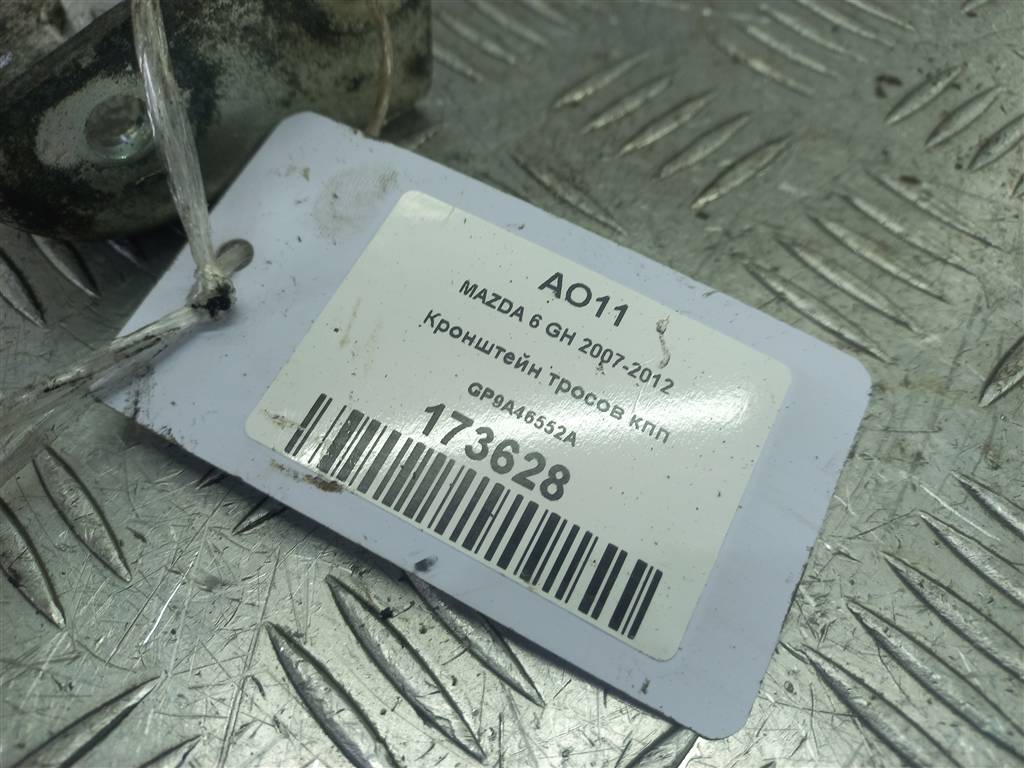 AO11
MAZDA 6 GH 2007-2012
Кронштейн тросов кпп
GP9A46552A
173628